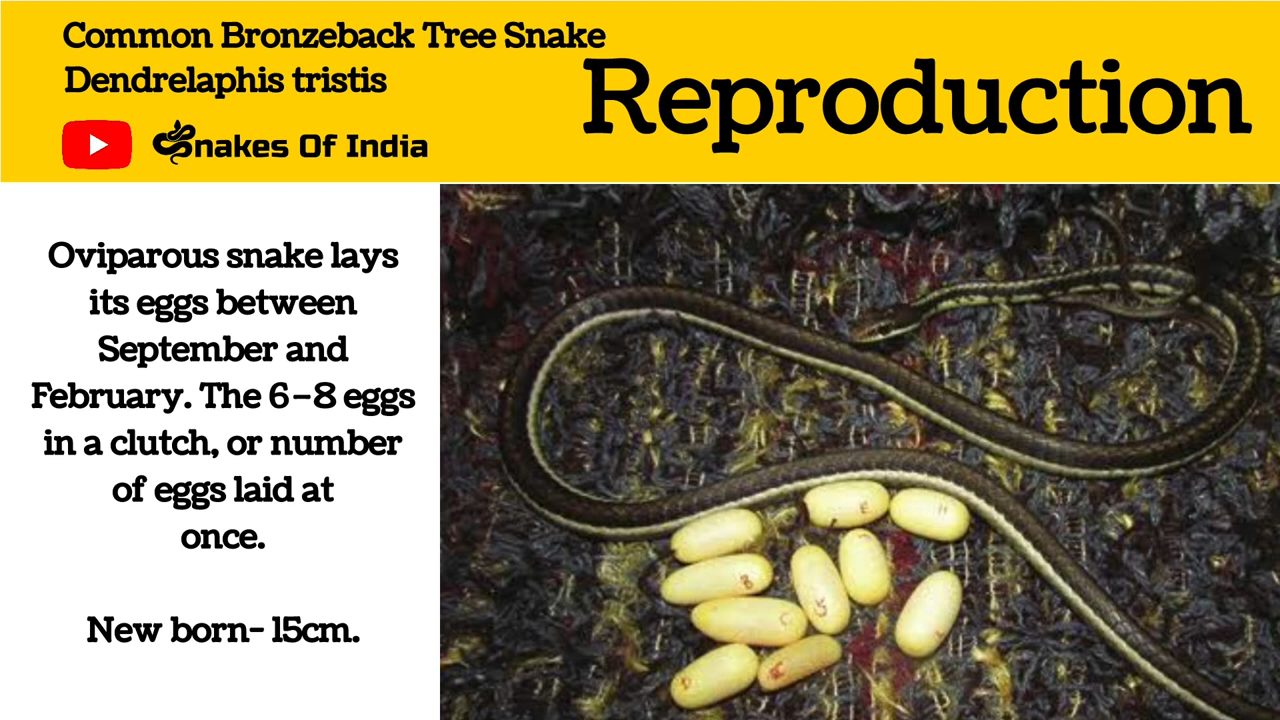 Common Bronzeback Tree Snake
Dendrelaphis tristis
Reproduction
Snakes Of India
Oviparous snake lays
its eggs between
September and
February. The 6-8 eggs
in a clutch, or number
of eggs laid at
once.
New born- 15cm.